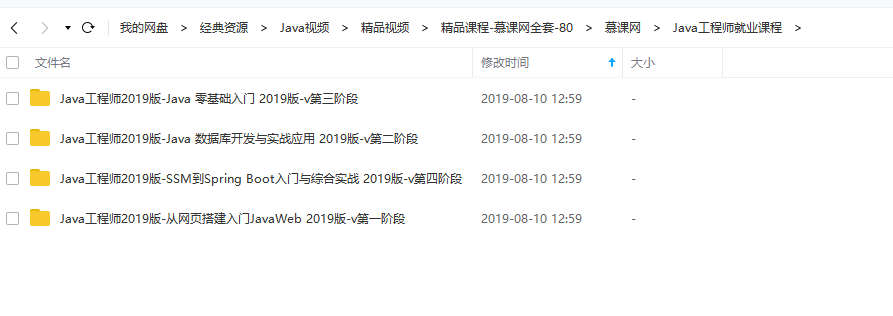 我的网盘 > 经典资源 > Java视频 > 精品视频 > 精品课程-慕课网全套-80 > 慕课网 > Java工程师就业课程 >
文件名 修改时间 大小
Java工程师2019版-Java 零基础入门 2019版-v第三阶段 2019-08-10 12:59 -
Java工程师2019版-Java 数据库开发与实战应用 2019版-v第二阶段 2019-08-10 12:59 -
Java工程师2019版-SSM到Spring Boot入门与综合实战 2019版-v第四阶段 2019-08-10 12:59 -
Java工程师2019版-从网页搭建入门JavaWeb 2019版-v第一阶段 2019-08-10 12:59 -